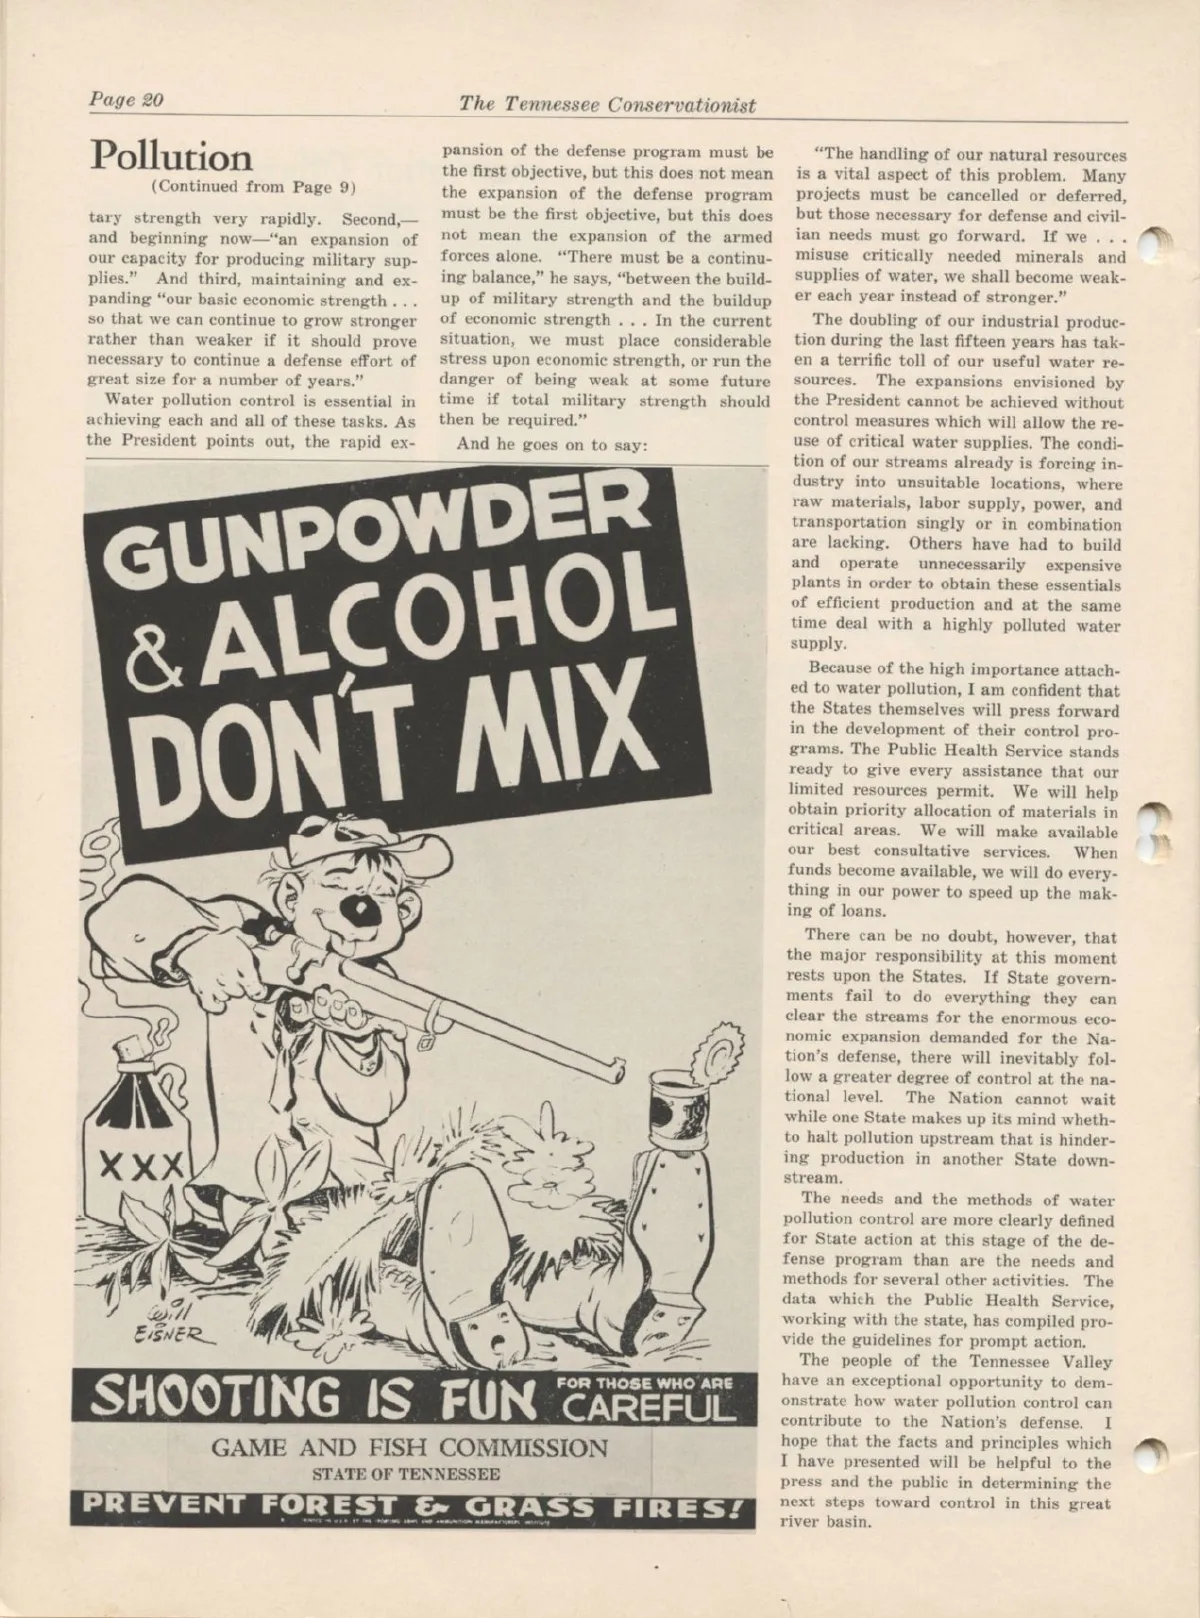 Page 20
The Tennessee Conservationist
Pollution
(Continued from Page 9)
tary strength very rapidly. Second,—
and beginning now—“an expansion of
our capacity for producing military sup-
plies.” And third, maintaining and ex-
panding “our basic economic strength . . .
so that we can continue to grow stronger
rather than weaker if it should prove
necessary to continue a defense effort of
great size for a number of years.”
Water pollution control is essential in
achieving each and all of these tasks. As
the President points out, the rapid ex-
pansion of the defense program must be
the first objective, but this does not mean
the expansion of the defense program
must be the first objective, but this does
not mean the expansion of the armed
forces alone. “There must be a continu-
ing balance,” he says, “between the build-
up of military strength and the buildup
of economic strength . . . In the current
situation, we must place considerable
stress upon economic strength, or run the
danger of being weak at some future
time if total military strength should
then be required.”
And he goes on to say:
“The handling of our natural resources
is a vital aspect of this problem. Many
projects must be cancelled or deferred,
but those necessary for defense and civil-
ian needs must go forward. If we . . .
misuse critically needed minerals and
supplies of water, we shall become weak-
er each year instead of stronger.”
The doubling of our industrial produc-
tion during the last fifteen years has tak-
en a terrific toll of our useful water re-
sources. The expansions envisioned by
the President cannot be achieved without
control measures which will allow the re-
use of critical water supplies. The condi-
tion of our streams already is forcing in-
dustry into unsuitable locations, where
raw materials, labor supply, power, and
transportation singly or in combination
are lacking. Others have had to build
and operate unnecessarily expensive
plants in order to obtain these essentials
of efficient production and at the same
time deal with a highly polluted water
supply.
Because of the high importance attach-
ed to water pollution, I am confident that
the States themselves will press forward
in the development of their control pro-
grams. The Public Health Service stands
ready to give every assistance that our
limited resources permit. We will help
obtain priority allocation of materials in
critical areas. We will make available
our best consultative services. When
funds become available, we will do every-
thing in our power to speed up the mak-
ing of loans.
There can be no doubt, however, that
the major responsibility at this moment
rests upon the States. If State govern-
ments fail to do everything they can
clear the streams for the enormous eco-
nomic expansion demanded for the Na-
tion’s defense, there will inevitably fol-
low a greater degree of control at the na-
tional level. The Nation cannot wait
while one State makes up its mind wheth-
to halt pollution upstream that is hinder-
ing production in another State down-
stream.
The needs and the methods of water
pollution control are more clearly defined
for State action at this stage of the de-
fense program than are the needs and
methods for several other activities. The
data which the Public Health Service,
working with the state, has compiled pro-
vide the guidelines for prompt action.
The people of the Tennessee Valley
have an exceptional opportunity to dem-
onstrate how water pollution control can
contribute to the Nation’s defense. I
hope that the facts and principles which
I have presented will be helpful to the
press and the public in determining the
next steps toward control in this great
river basin.
GUNPOWDER
& ALCOHOL
DON'T MIX
XXX
Will
EISNER
SHOOTING IS FUN FOR THOSE WHO ARE
CAREFUL
GAME AND FISH COMMISSION
STATE OF TENNESSEE
PREVENT FOREST & GRASS FIRES!